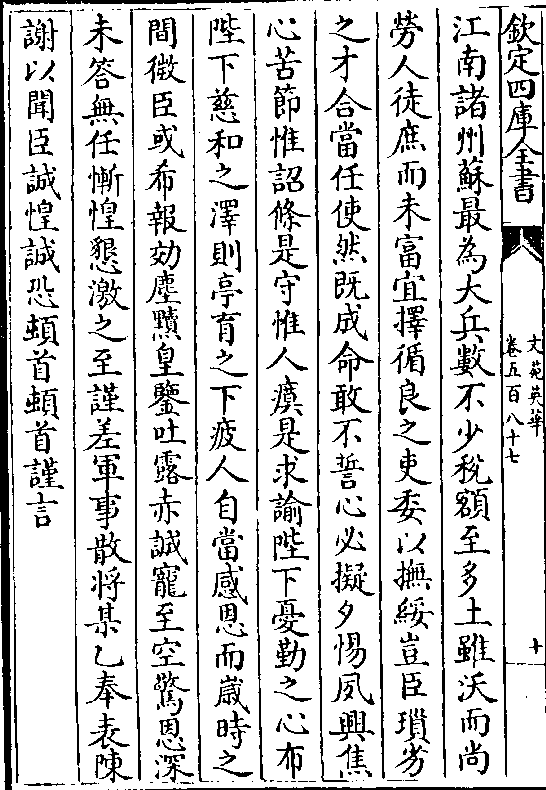 欽定四庫全書
文苑英華
卷五百八十七
十
江南諸州蘇最為大兵數不少稅額至多土雖沃而尚
勞人徒庶而未富宜擇循良之吏委以撫綏豈臣瑣劣
之才合當任使然既成命敢不誓心必擬夕惕夙興焦
心苦節惟詔條是守惟人瘼是求諭陛下憂勤之心布
陛下慈和之澤則亭育之下疲人自當感恩而嵗時之
間微臣或希報効塵黷皇鑒吐露赤誠寵至空驚恩深
未答無任慚惶懇激之至謹差軍事散將某乙奉表陳
謝以聞臣誠惶誠恐頓首頓首謹言